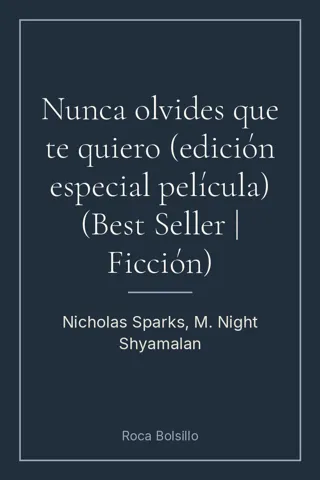 Nunca olvides que
te quiero (edición
especial película)
(Best Seller |
Ficción)
Nicholas Sparks, M. Night
Shyamalan
Roca Bolsillo